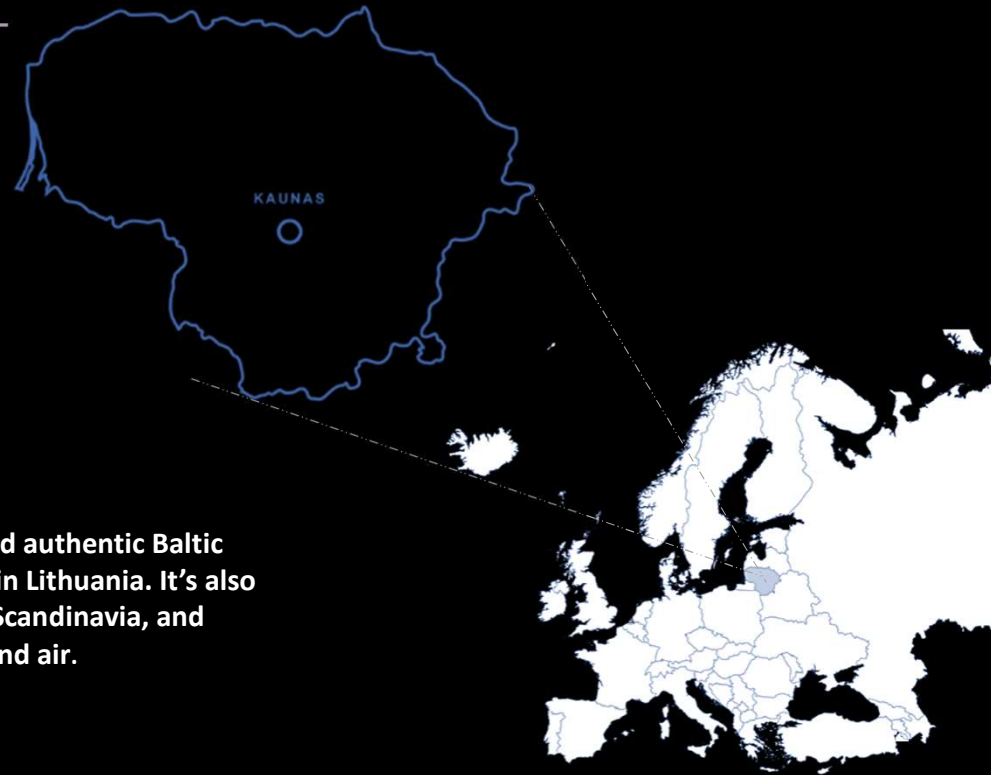 KAUNAS
d authentic Baltic
in Lithuania. It’s also
Scandinavia, and
nd air.